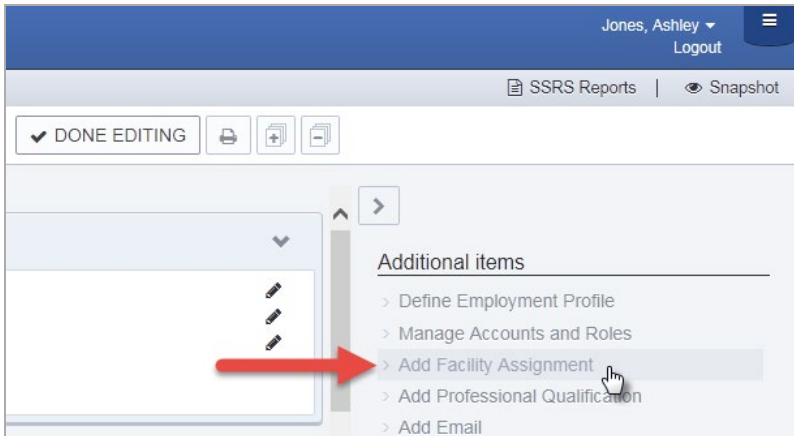 Jones, Ashley
Logout
SSRS Reports | Snapshot
DONE EDITING
Additional items
Define Employment Profile
Manage Accounts and Roles
Add Facility Assignment
Add Professional Qualification
Add Email